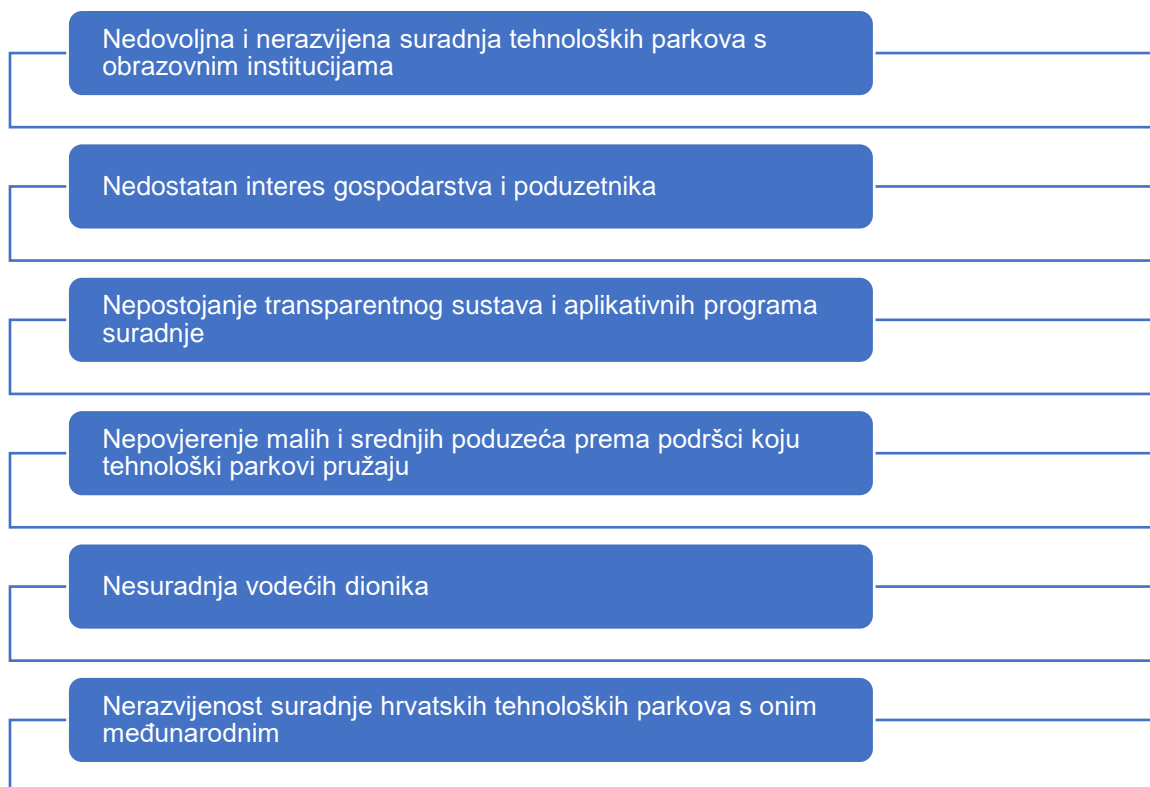 Nedovoljna i nerazvijena suradnja tehnoloških parkova s
obrazovnim institucijama
Nedostatan interes gospodarstva i poduzetnika
Nepostojanje transparentnog sustava i aplikativnih programa
suradnje
Nepovjerenje malih i srednjih poduzeća prema podršci koju
tehnološki parkovi pružaju
Nesuradnja vodećih dionika
Nerazvijenost suradnje hrvatskih tehnoloških parkova s onim
međunarodnim